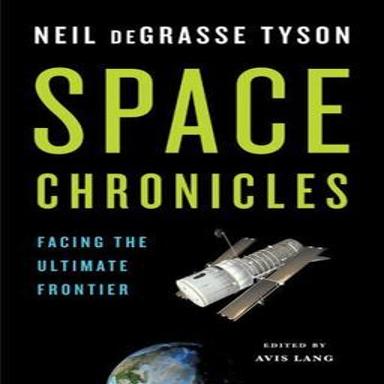 NEIL DEGRASSE TYSON
SPACE
CHRONICLES
FACING THE
ULTIMATE
FRONTIER
EDITED BY
AVIS LANG